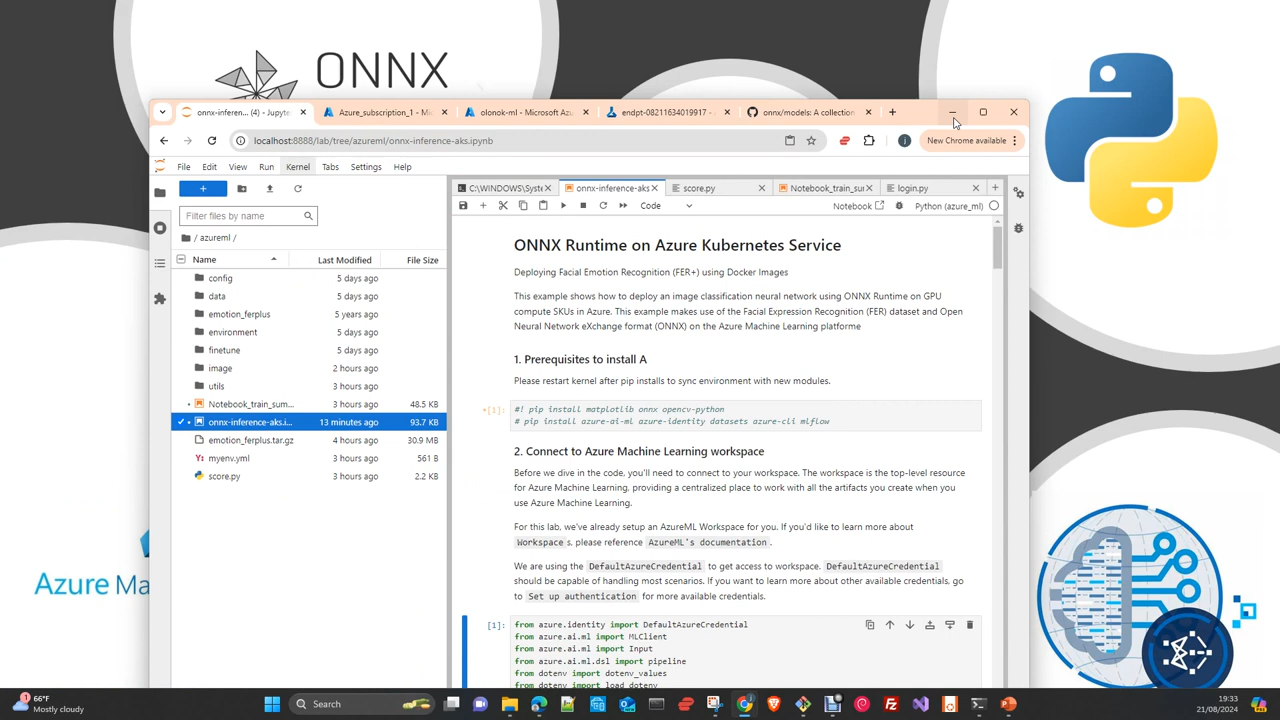 ONNX
onnx-inferen... (4) - Jupyte
Azure_subscription_1 - Mic
olonok-ml - Microsoft Azu
endpt-08211634019917 -
onnx/models: A collection
localhost:8888/lab/tree/azureml/onnx-inference-aks.ipynb
New Chrome available
File Edit View Run Kernel Tabs Settings Help
C:\WINDOWS\Syste
onnx-inference-aks
score.py
Notebook_train_su
login.py
+
Filter files by name
Code
Notebook
Python (azure_ml)
/ azureml /
Name Last Modified File Size
config 5 days ago
data 5 days ago
emotion_ferplus 5 years ago
environment 5 days ago
finetune 5 days ago
image 2 hours ago
utils 3 hours ago
Notebook_train_sum... 3 hours ago 48.5 KB
onnx-inference-aks.i... 13 minutes ago 93.7 KB
emotion_ferplus.tar.gz 4 hours ago 30.9 MB
Y: myenv.yml 3 hours ago 561 B
score.py 3 hours ago 2.2 KB
ONNX Runtime on Azure Kubernetes Service
Deploying Facial Emotion Recognition (FER+) using Docker Images
This example shows how to deploy an image classification neural network using ONNX Runtime on GPU
compute SKUs in Azure. This example makes use of the Facial Expression Recognition (FER) dataset and Open
Neural Network eXchange format (ONNX) on the Azure Machine Learning platforme
1. Prerequisites to install A
Please restart kernel after pip installs to sync environment with new modules.
[1]: #! pip install matplotlib onnx opencv-python
# pip install azure-ai-ml azure-identity datasets azure-cli mlflow
2. Connect to Azure Machine Learning workspace
Before we dive in the code, you'll need to connect to your workspace. The workspace is the top-level resource
for Azure Machine Learning, providing a centralized place to work with all the artifacts you create when you
use Azure Machine Learning.
For this lab, we've already setup an AzureML Workspace for you. If you'd like to learn more about
Workspace s, please reference AzureML's documentation .
We are using the DefaultAzureCredential to get access to workspace. DefaultAzureCredential
should be capable of handling most scenarios. If you want to learn more about other available credentials, go
to Set up authentication for more available credentials.
[1]: from azure.identity import DefaultAzureCredential
from azure.ai.ml import MLClient
from azure.ai.ml import Input
from azure.ai.ml.dsl import pipeline
from dotenv import dotenv_values
from dotenv import load_dotenv
Azure Ma
1
66°F
Mostly cloudy
Search
19:33
21/08/2024